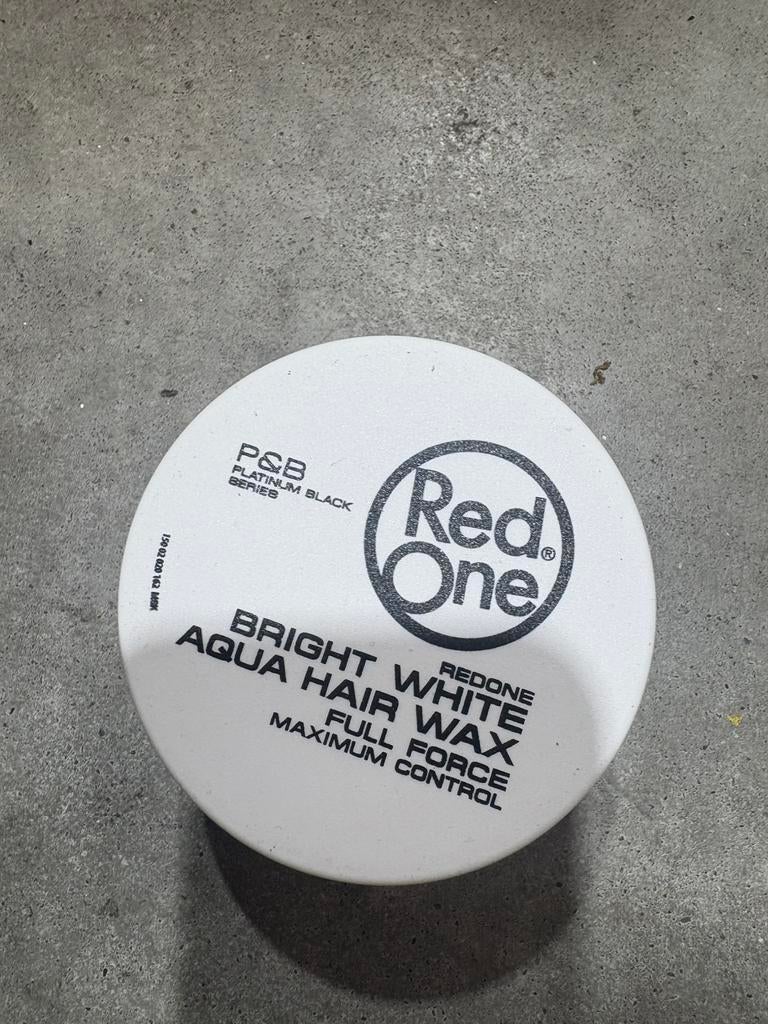 P&B
PLATINUM BLACK
SERIES
Red
One®
REDONE
BRIGHT WHITE
AQUA HAIR WAX
FULL FORCE
MAXIMUM CONTROL